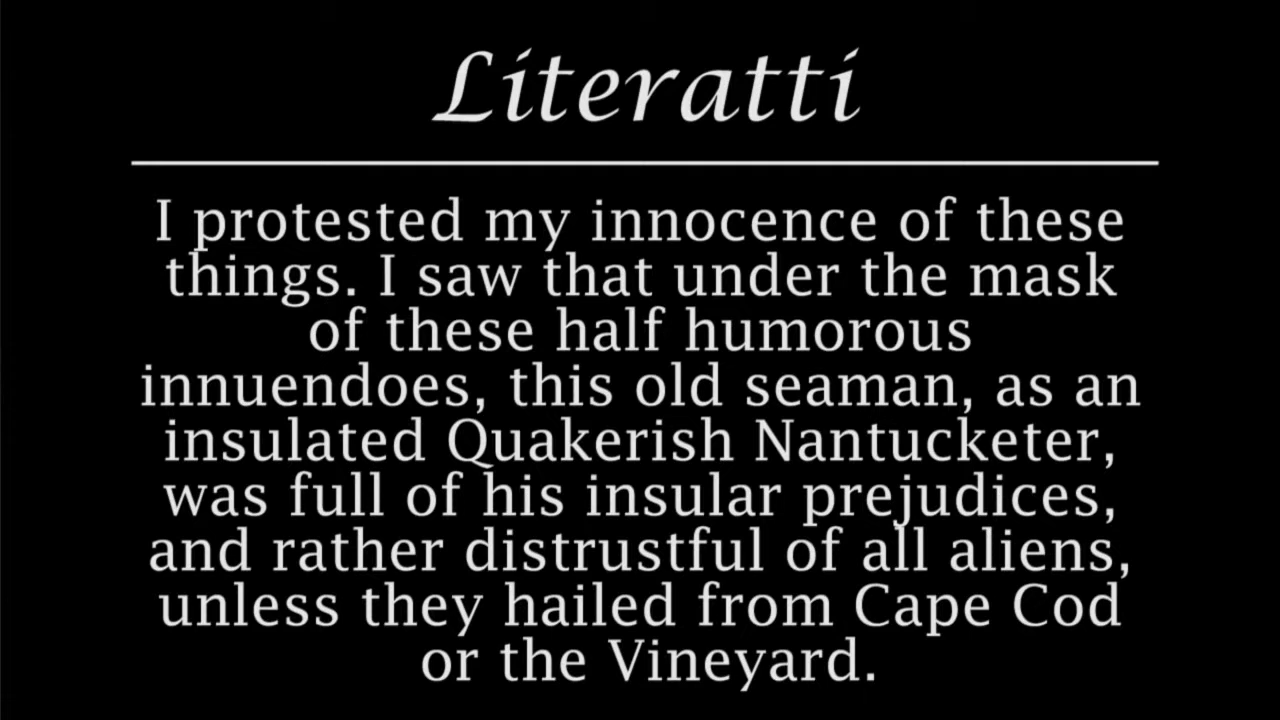 Literatti
I protested my innocence of these
things. I saw that under the mask
of these half humorous
innuendoes, this old seaman, as an
insulated Quakerish Nantucketer,
was full of his insular prejudices,
and rather distrustful of all aliens,
unless they hailed from Cape Cod
or the Vineyard.